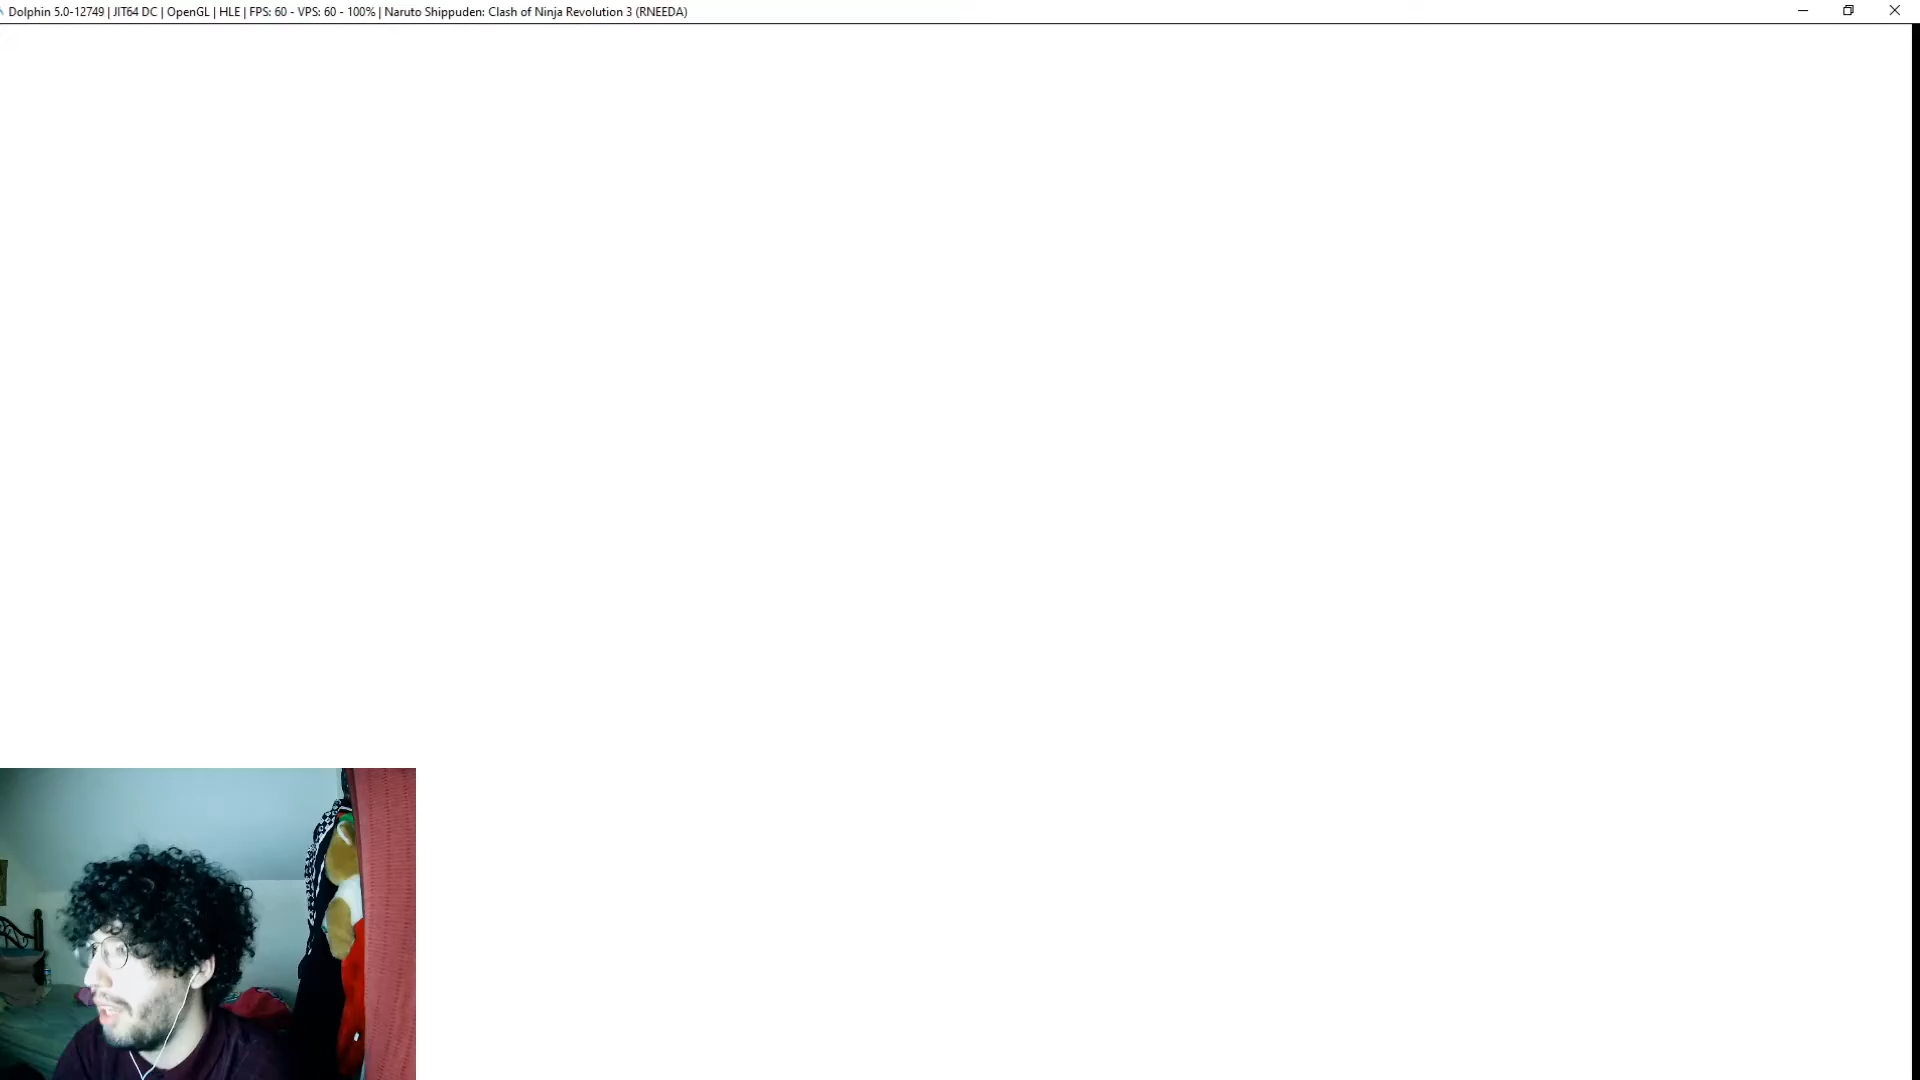 Dolphin 5.0-12749 | JIT64 DC | OpenGL | HLE | FPS: 60 - VPS: 60 - 100% | Naruto Shippuden: Clash of Ninja Revolution 3 (RNEEDA)